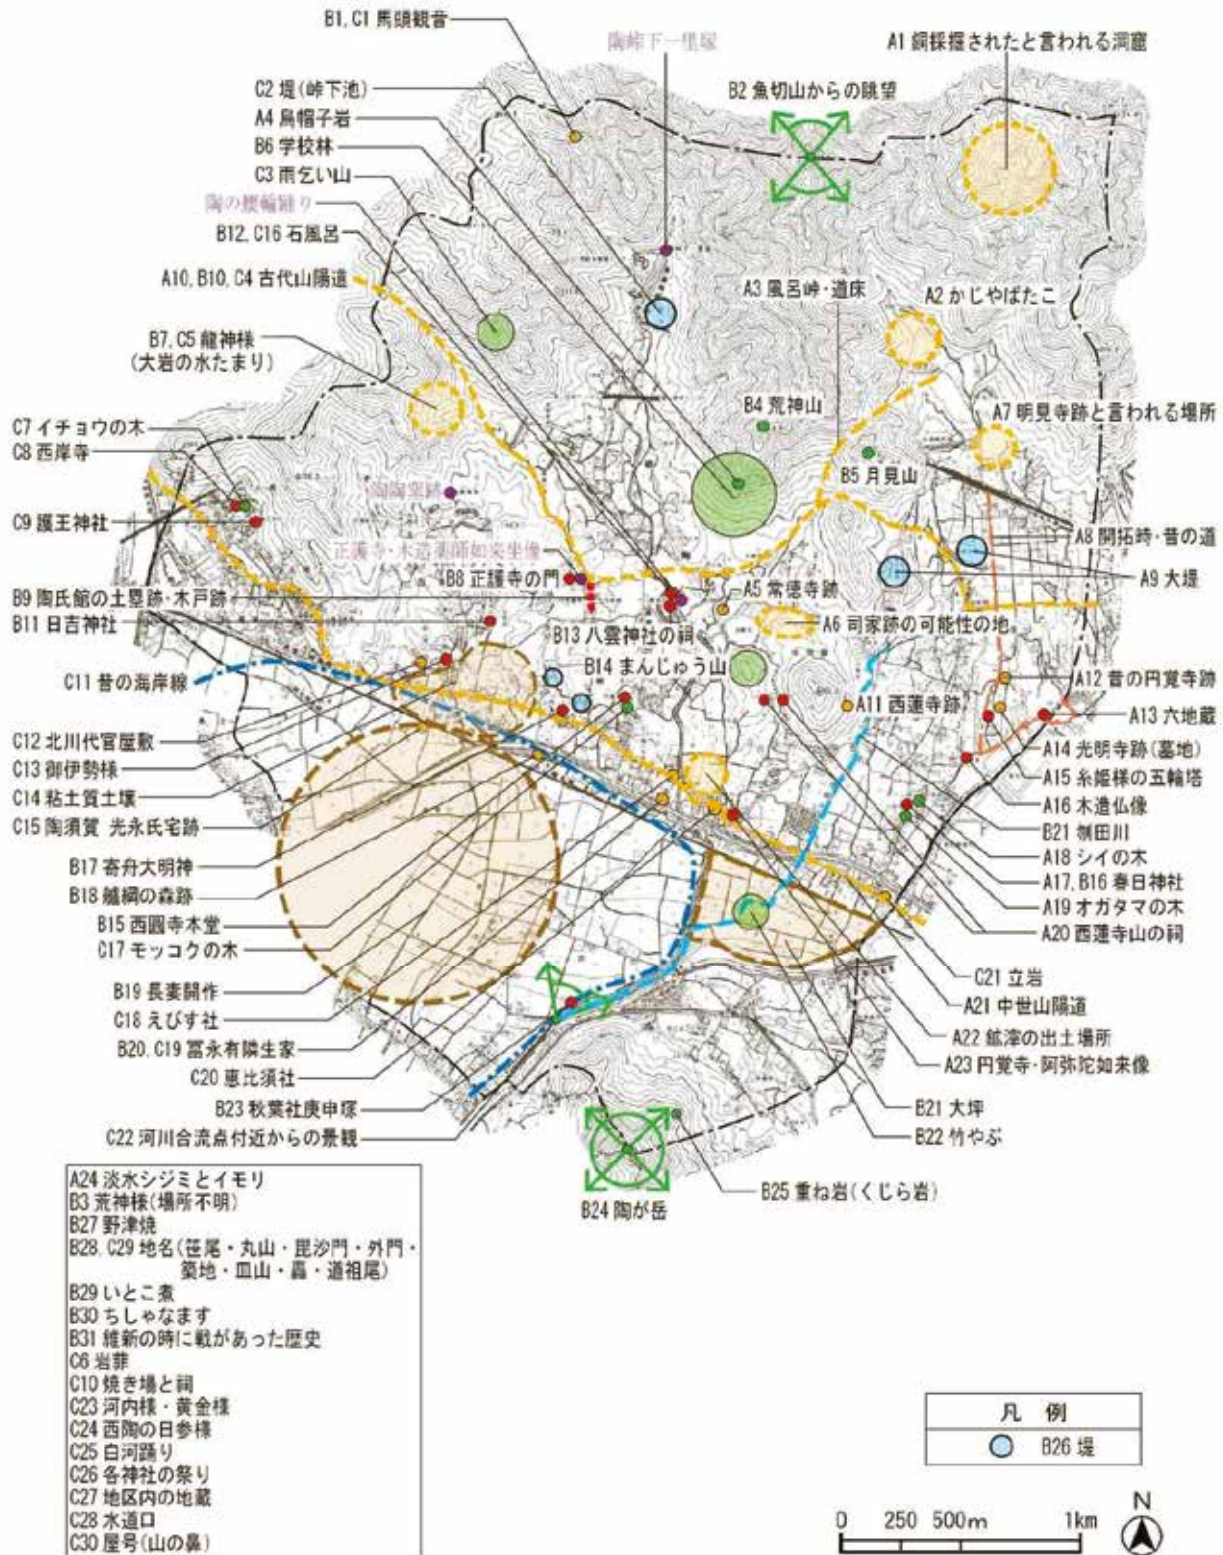 B1, C1 馬頭観音
陶峠下一里塚
A1 銅採掘されたと言われる洞窟
C2 堤(峠下池)
B2 魚切山からの眺望
A4 烏帽子岩
B6 学校林
C3 雨乞い山
陶の腰輪踊り
B12, C16 石風呂
A10, B10, C4 古代山陽道
A3 風呂峠・道床
A2 かじやばたこ
B7, C5 龍神様
(大岩の水たまり)
B4 荒神山
A7 明見寺跡と言われる場所
C7 イチョウの木
C8 西岸寺
B5 月見山
陶陶窯跡
C9 護王神社
A8 開拓時・昔の道
正護寺・木造薬師如来坐像
B8 正護寺の門
A9 大堤
B9 陶氏館の土塁跡・木戸跡
A5 常徳寺跡
B11 日吉神社
A6 司家跡の可能性の地
B13 八雲神社の祠
B14 まんじゅう山
C11 昔の海岸線
A12 昔の円覚寺跡
A11 西蓮寺跡
A13 六地蔵
C12 北川代官屋敷
A14 光明寺跡(墓地)
C13 御伊勢様
A15 糸姫様の五輪塔
C14 粘土質土壌
A16 木造仏像
C15 陶須賀 光永氏宅跡
B21 刎田川
A18 シイの木
B17 寄舟大明神
A17, B16 春日神社
B18 艫綱の森跡
A19 オガタマの木
B15 西圓寺本堂
A20 西蓮寺山の祠
C17 モッコクの木
C21 立岩
B19 長妻開作
A21 中世山陽道
C18 えびす社
A22 鉱滓の出土場所
B20, C19 冨永有隣生家
A23 円覚寺・阿弥陀如来像
C20 恵比須社
B23 秋葉社庚申塚
B21 大坪
C22 河川合流点付近からの景観
B22 竹やぶ
B25 重ね岩(くじら岩)
B24 陶が岳
A24 淡水シジミとイモリ
B3 荒神様(場所不明)
B27 野津焼
B28, C29 地名(笹尾・丸山・毘沙門・外門・
築地・皿山・轟・道祖尾)
B29 いとこ煮
B30 ちしゃなます
B31 維新の時に戦があった歴史
C6 岩躑
C10 焼き場と祠
C23 河内様・黄金様
C24 西陶の日参様
C25 白河踊り
C26 各神社の祭り
C27 地区内の地蔵
C28 水道口
C30 屋号(山の鼻)
凡 例
B26 堤
N
0 250 500m 1km